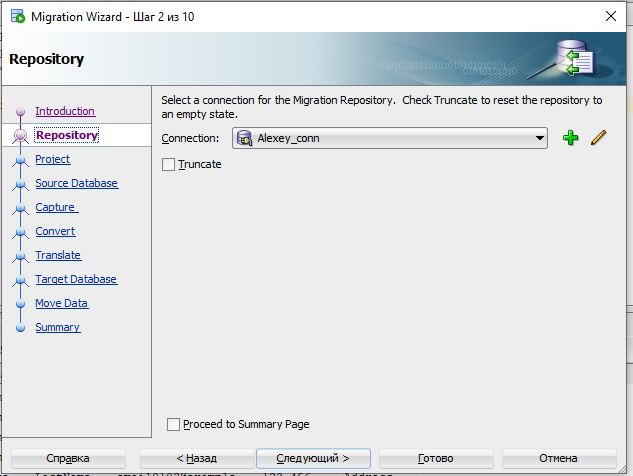 Migration Wizard - Шаг 2 из 10
Repository
Introduction
Repository
Project
Source Database
Capture
Convert
Translate
Target Database
Move Data
Summary
Select a connection for the Migration Repository. Check Truncate to reset the repository to
an empty state.
Connection: Alexey_conn
Truncate
Proceed to Summary Page
Справка < Назад Следующий > Готово Отмена